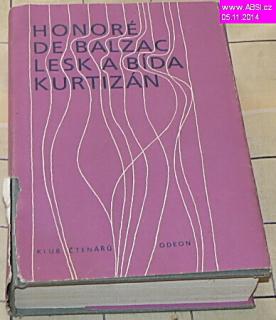 www.ABSI.cz
05.11.2014
HONORÉ
DE BALZAC
LESK A BÍDA
KURTIZÁN
KLUB ČTENÁŘŮ ODEON